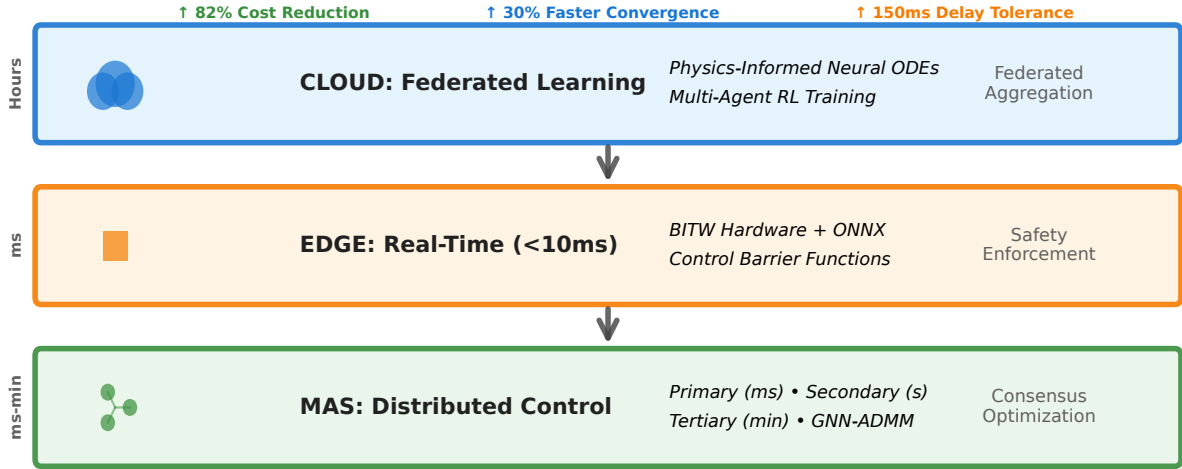 ↑ 82% Cost Reduction
↑ 30% Faster Convergence
↑ 150ms Delay Tolerance
Hours
CLOUD: Federated Learning
Physics-Informed Neural ODEs
Multi-Agent RL Training
Federated
Aggregation
ms
EDGE: Real-Time (<10ms)
BITW Hardware + ONNX
Control Barrier Functions
Safety
Enforcement
ms-min
MAS: Distributed Control
Primary (ms) • Secondary (s)
Tertiary (min) • GNN-ADMM
Consensus
Optimization